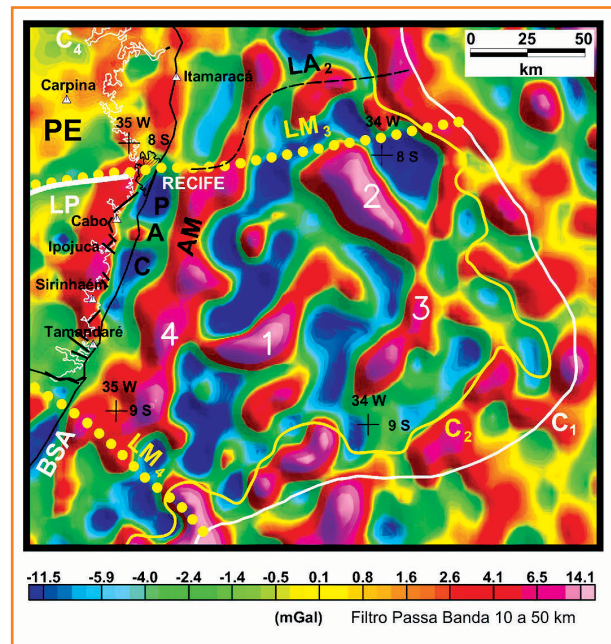 C4
0 25 50
km
Itamaracá
Carpina
LA2
PE
35 W
8 S
LM3
34 W
8 S
RECIFE
LP
P
A
C
AM
Cabo
Ipojuca
Sirinhaém
Tamandaré
2
3
4
1
35 W
9 S
34 W
9 S
BSA
LM4
C2
C1
-11.5 -5.9 -4.0 -2.4 -1.4 -0.5 0.1 0.8 1.6 2.6 4.1 6.5 14.1
(mGal) Filtro Passa Banda 10 a 50 km